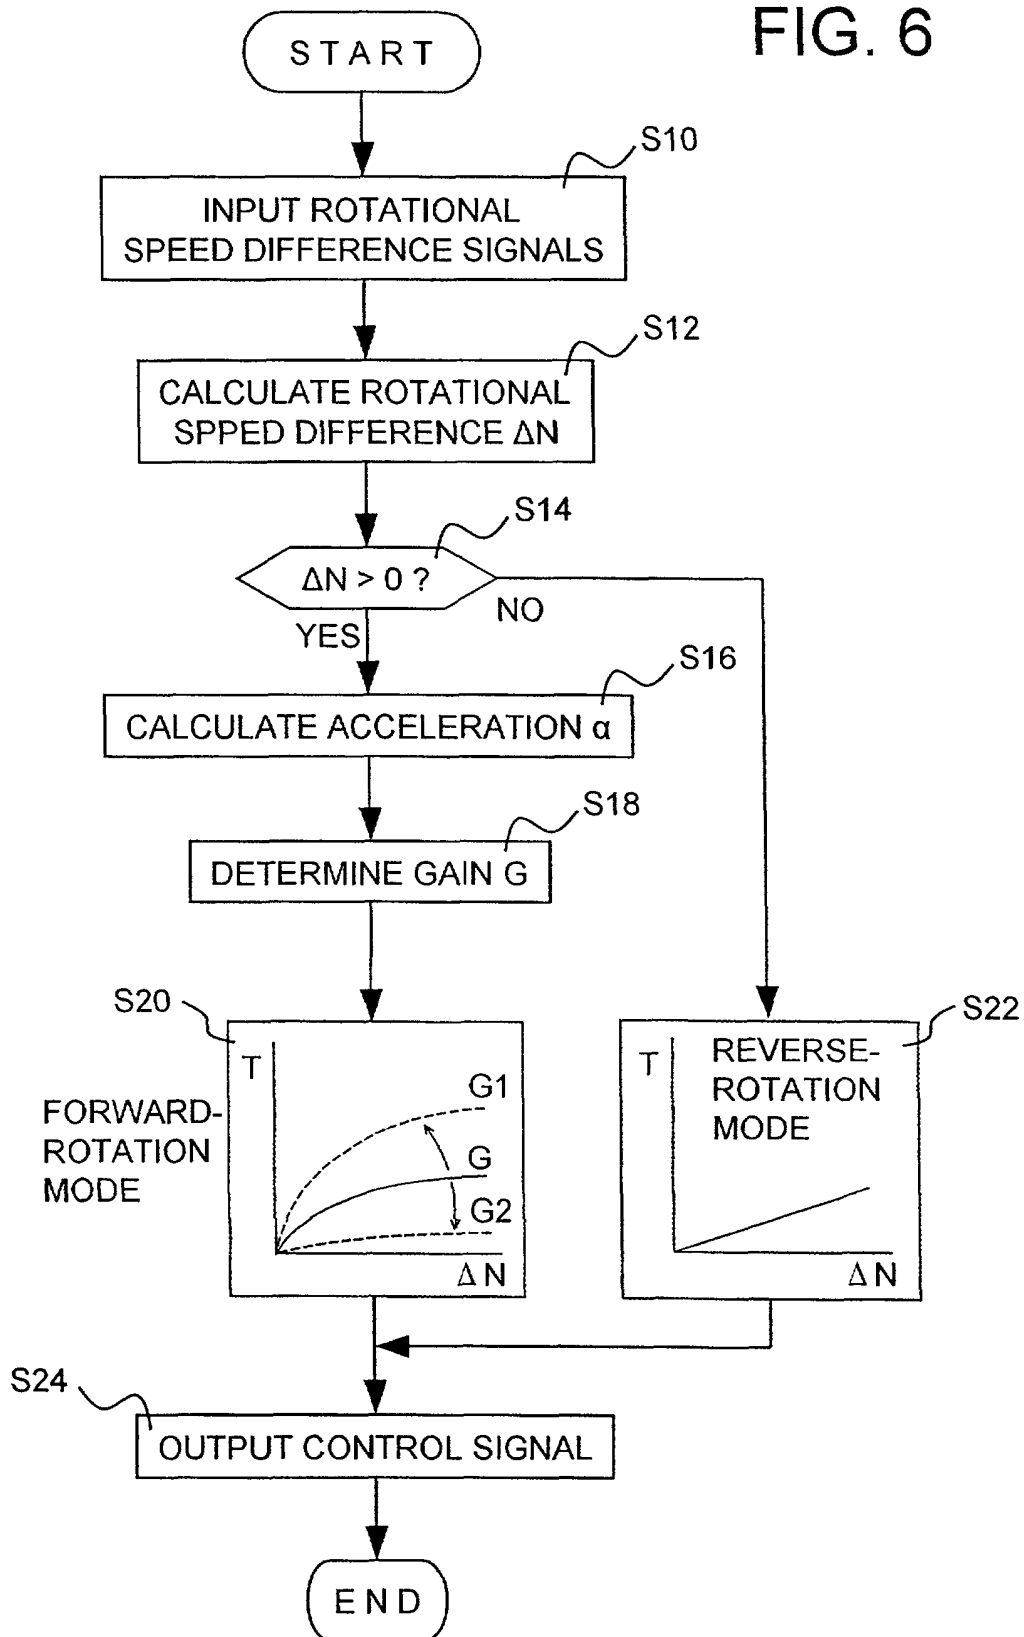 FIG. 6
START
S10
INPUT ROTATIONAL
SPEED DIFFERENCE SIGNALS
S12
CALCULATE ROTATIONAL
SPPED DIFFERENCE ΔN
S14
ΔN > 0 ?
NO
YES
S16
CALCULATE ACCELERATION α
S18
DETERMINE GAIN G
S20
FORWARD-
ROTATION
MODE
T
G1
G
G2
ΔN
S22
T
REVERSE-
ROTATION
MODE
ΔN
S24
OUTPUT CONTROL SIGNAL
END